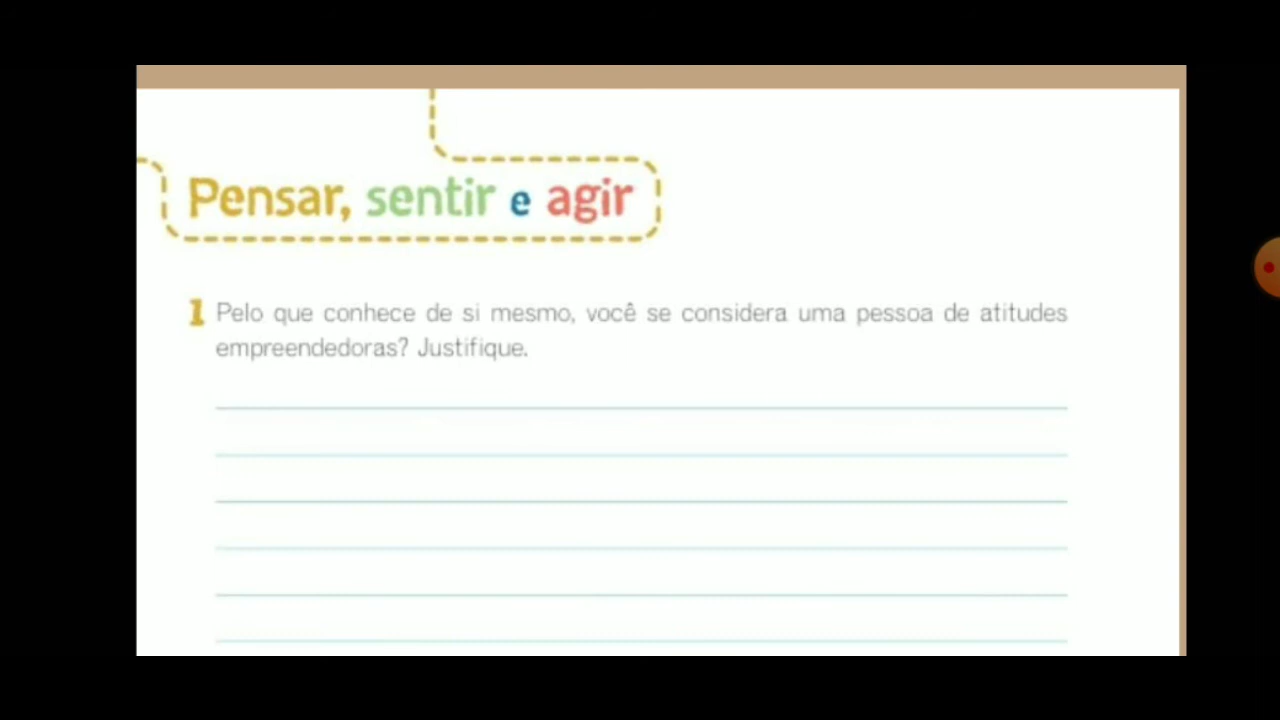 Pensar, sentir e agir
1 Pelo que conhece de si mesmo, você se considera uma pessoa de atitudes
empreendedoras? Justifique.